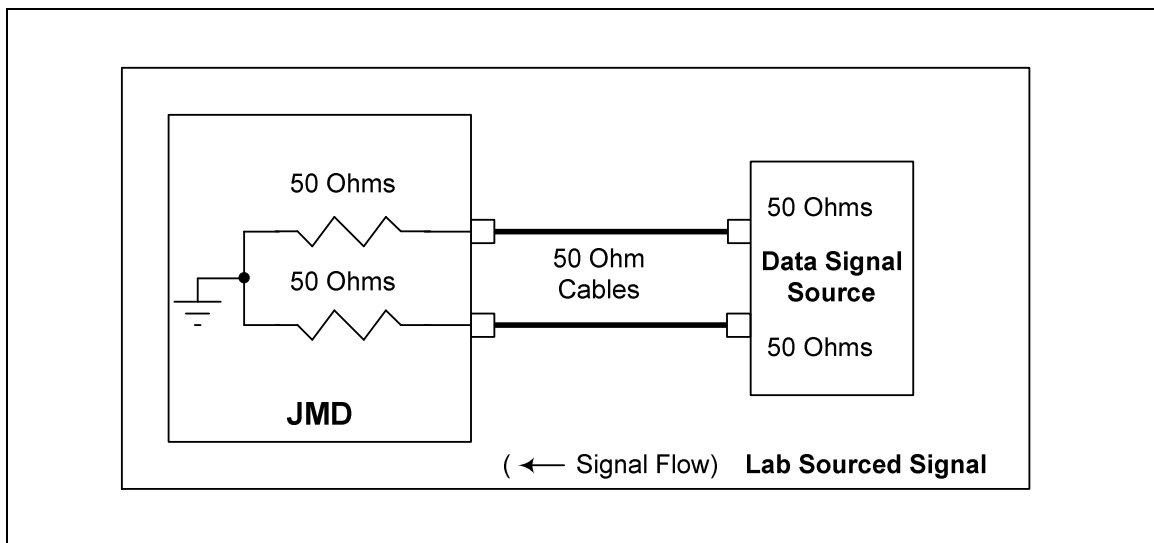 50 Ohms
50 Ohms
JMD
50 Ohm
Cables
50 Ohms
Data Signal
Source
50 Ohms
( ← Signal Flow) Lab Sourced Signal